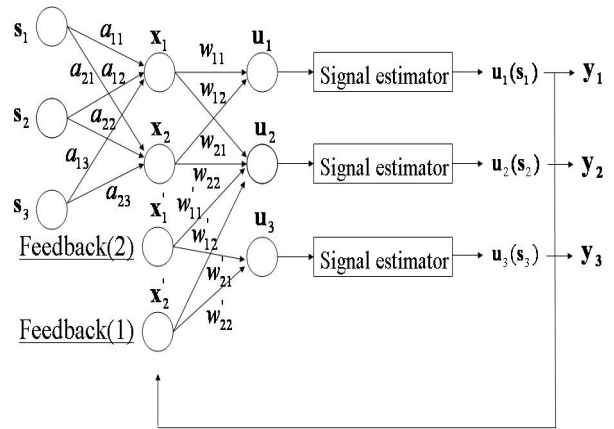 s₁ a₁₁ x₁ w₁₁ u₁ Signal estimator u₁(s₁) y₁
a₂₁ a₁₂ w₁₂
s₂ a₂₂ x₂ w₂₁ u₂ Signal estimator u₂(s₂) y₂
a₁₃ w₂₂
s₃ a₂₃ x'₁ w'₁₁ u₃ Signal estimator u₃(s₃) y₃
Feedback(2) w'₁₂
x'₂ w'₂₁
Feedback(1) w'₂₂